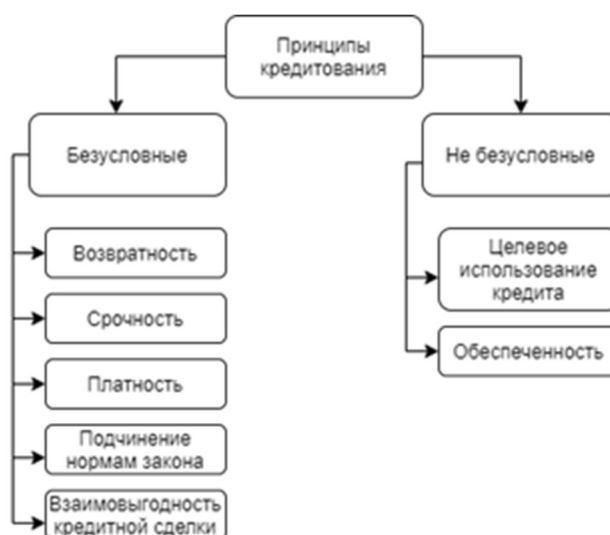 Принципы
кредитования
Безусловные
Не безусловные
Возвратность
Срочность
Платность
Подчинение
нормам закона
Взаимовыгодность
кредитной сделки
Целевое
использование
кредита
Обеспеченность